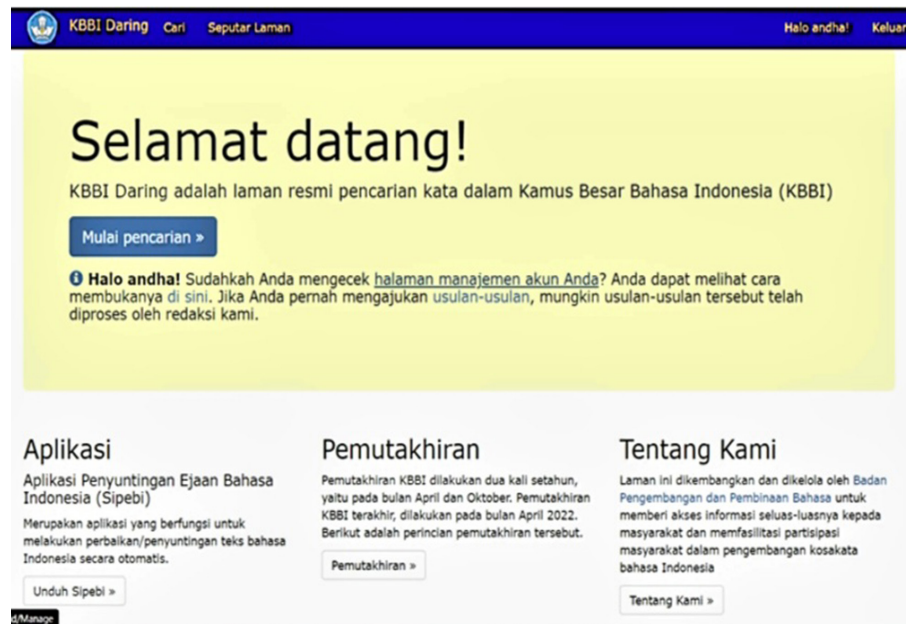 KBBI Daring Cari Seputar Laman Halo andha! Keluar
Selamat datang!
KBBI Daring adalah laman resmi pencarian kata dalam Kamus Besar Bahasa Indonesia (KBBI)
Mulai pencarian »
Halo andha! Sudahkah Anda mengecek halaman manajemen akun Anda? Anda dapat melihat cara
membukanya di sini. Jika Anda pernah mengajukan usulan-usulan, mungkin usulan-usulan tersebut telah
diproses oleh redaksi kami.
Aplikasi
Aplikasi Penyuntingan Ejaan Bahasa
Indonesia (Sipebi)
Merupakan aplikasi yang berfungsi untuk
melakukan perbaikan/penyuntingan teks bahasa
Indonesia secara otomatis.
Unduh Sipebi »
Pemutakhiran
Pemutakhiran KBBI dilakukan dua kali setahun,
yaitu pada bulan April dan Oktober. Pemutakhiran
KBBI terakhir, dilakukan pada bulan April 2022.
Berikut adalah perincian pemutakhiran tersebut.
Pemutakhiran »
Tentang Kami
Laman ini dikembangkan dan dikelola oleh Badan
Pengembangan dan Pembinaan Bahasa untuk
memberi akses informasi seluas-luasnya kepada
masyarakat dan memfasilitasi partisipasi
masyarakat dalam pengembangan kosakata
bahasa Indonesia
Tentang Kami »
d/Manage